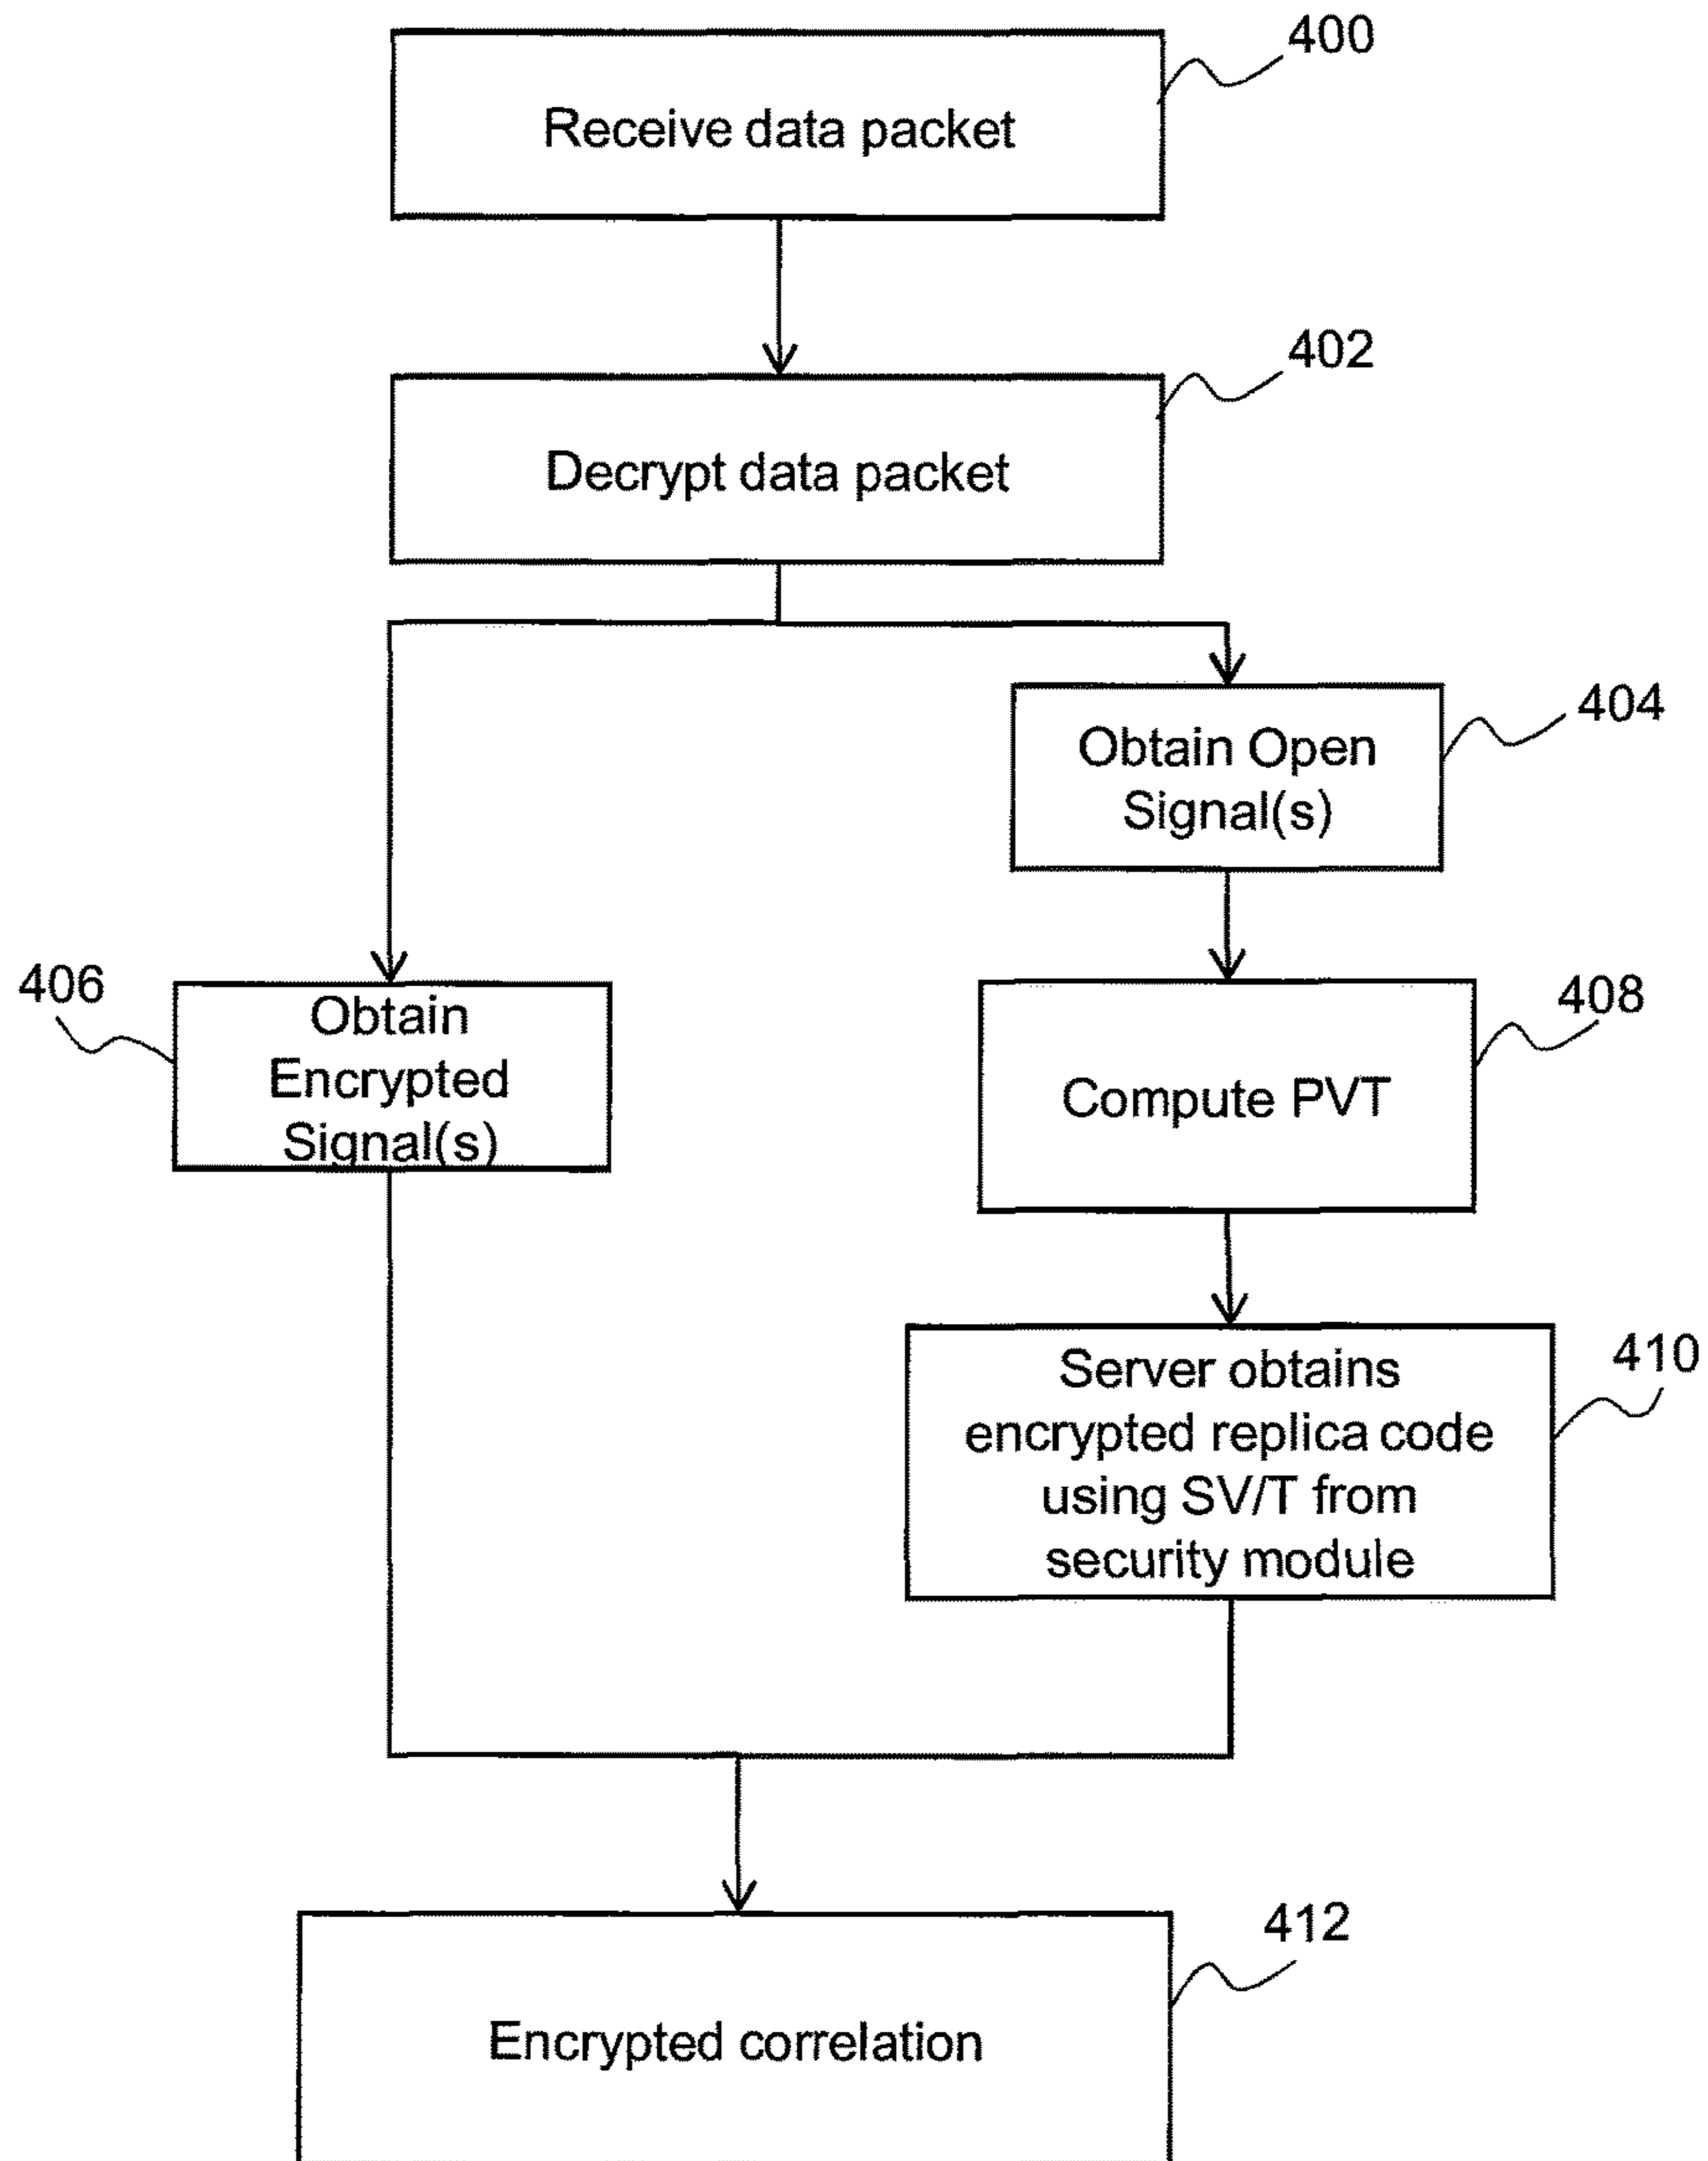 400
Receive data packet
402
Decrypt data packet
404
Obtain Open
Signal(s)
406
Obtain
Encrypted
Signal(s)
408
Compute PVT
410
Server obtains
encrypted replica code
using SV/T from
security module
412
Encrypted correlation